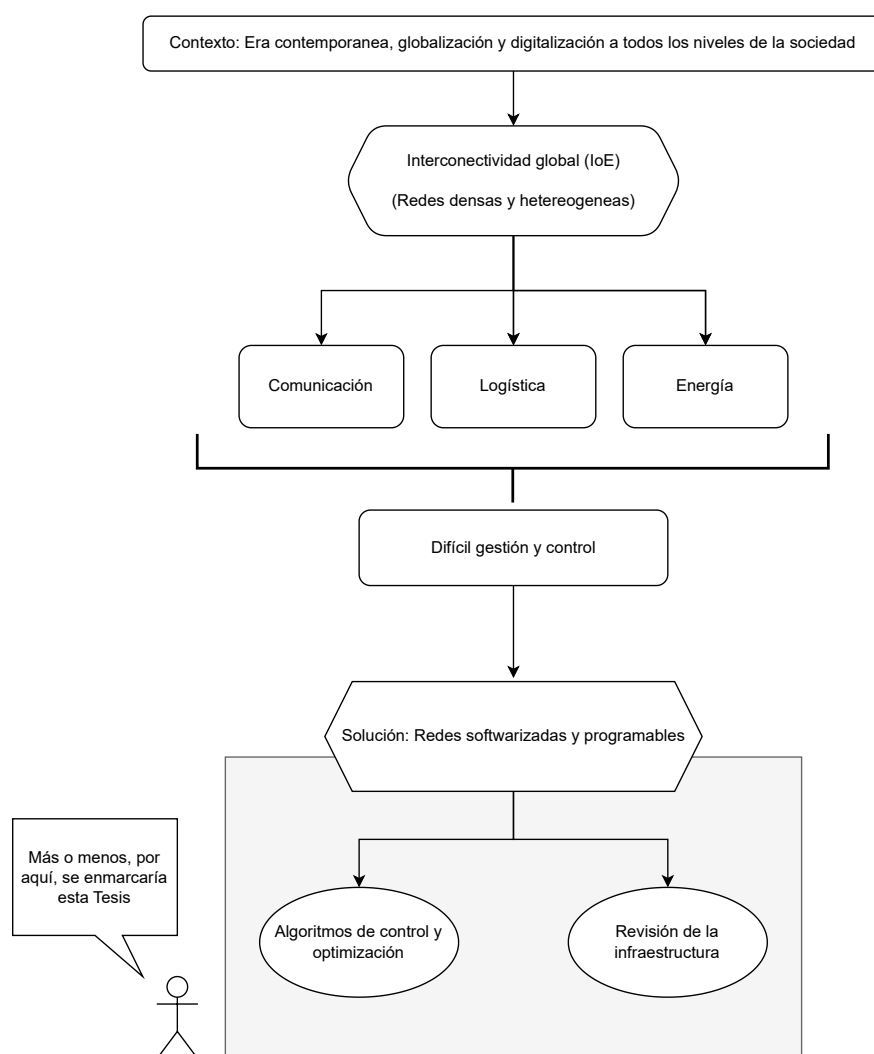 Contexto: Era contemporanea, globalización y digitalización a todos los niveles de la sociedad
Interconectividad global (IoE)
(Redes densas y hetereogeneas)
Comunicación
Logística
Energía
Difícil gestión y control
Solución: Redes softwarizadas y programables
Más o menos, por
aquí, se enmarcaría
esta Tesis
Algoritmos de control y
optimización
Revisión de la
infraestructura